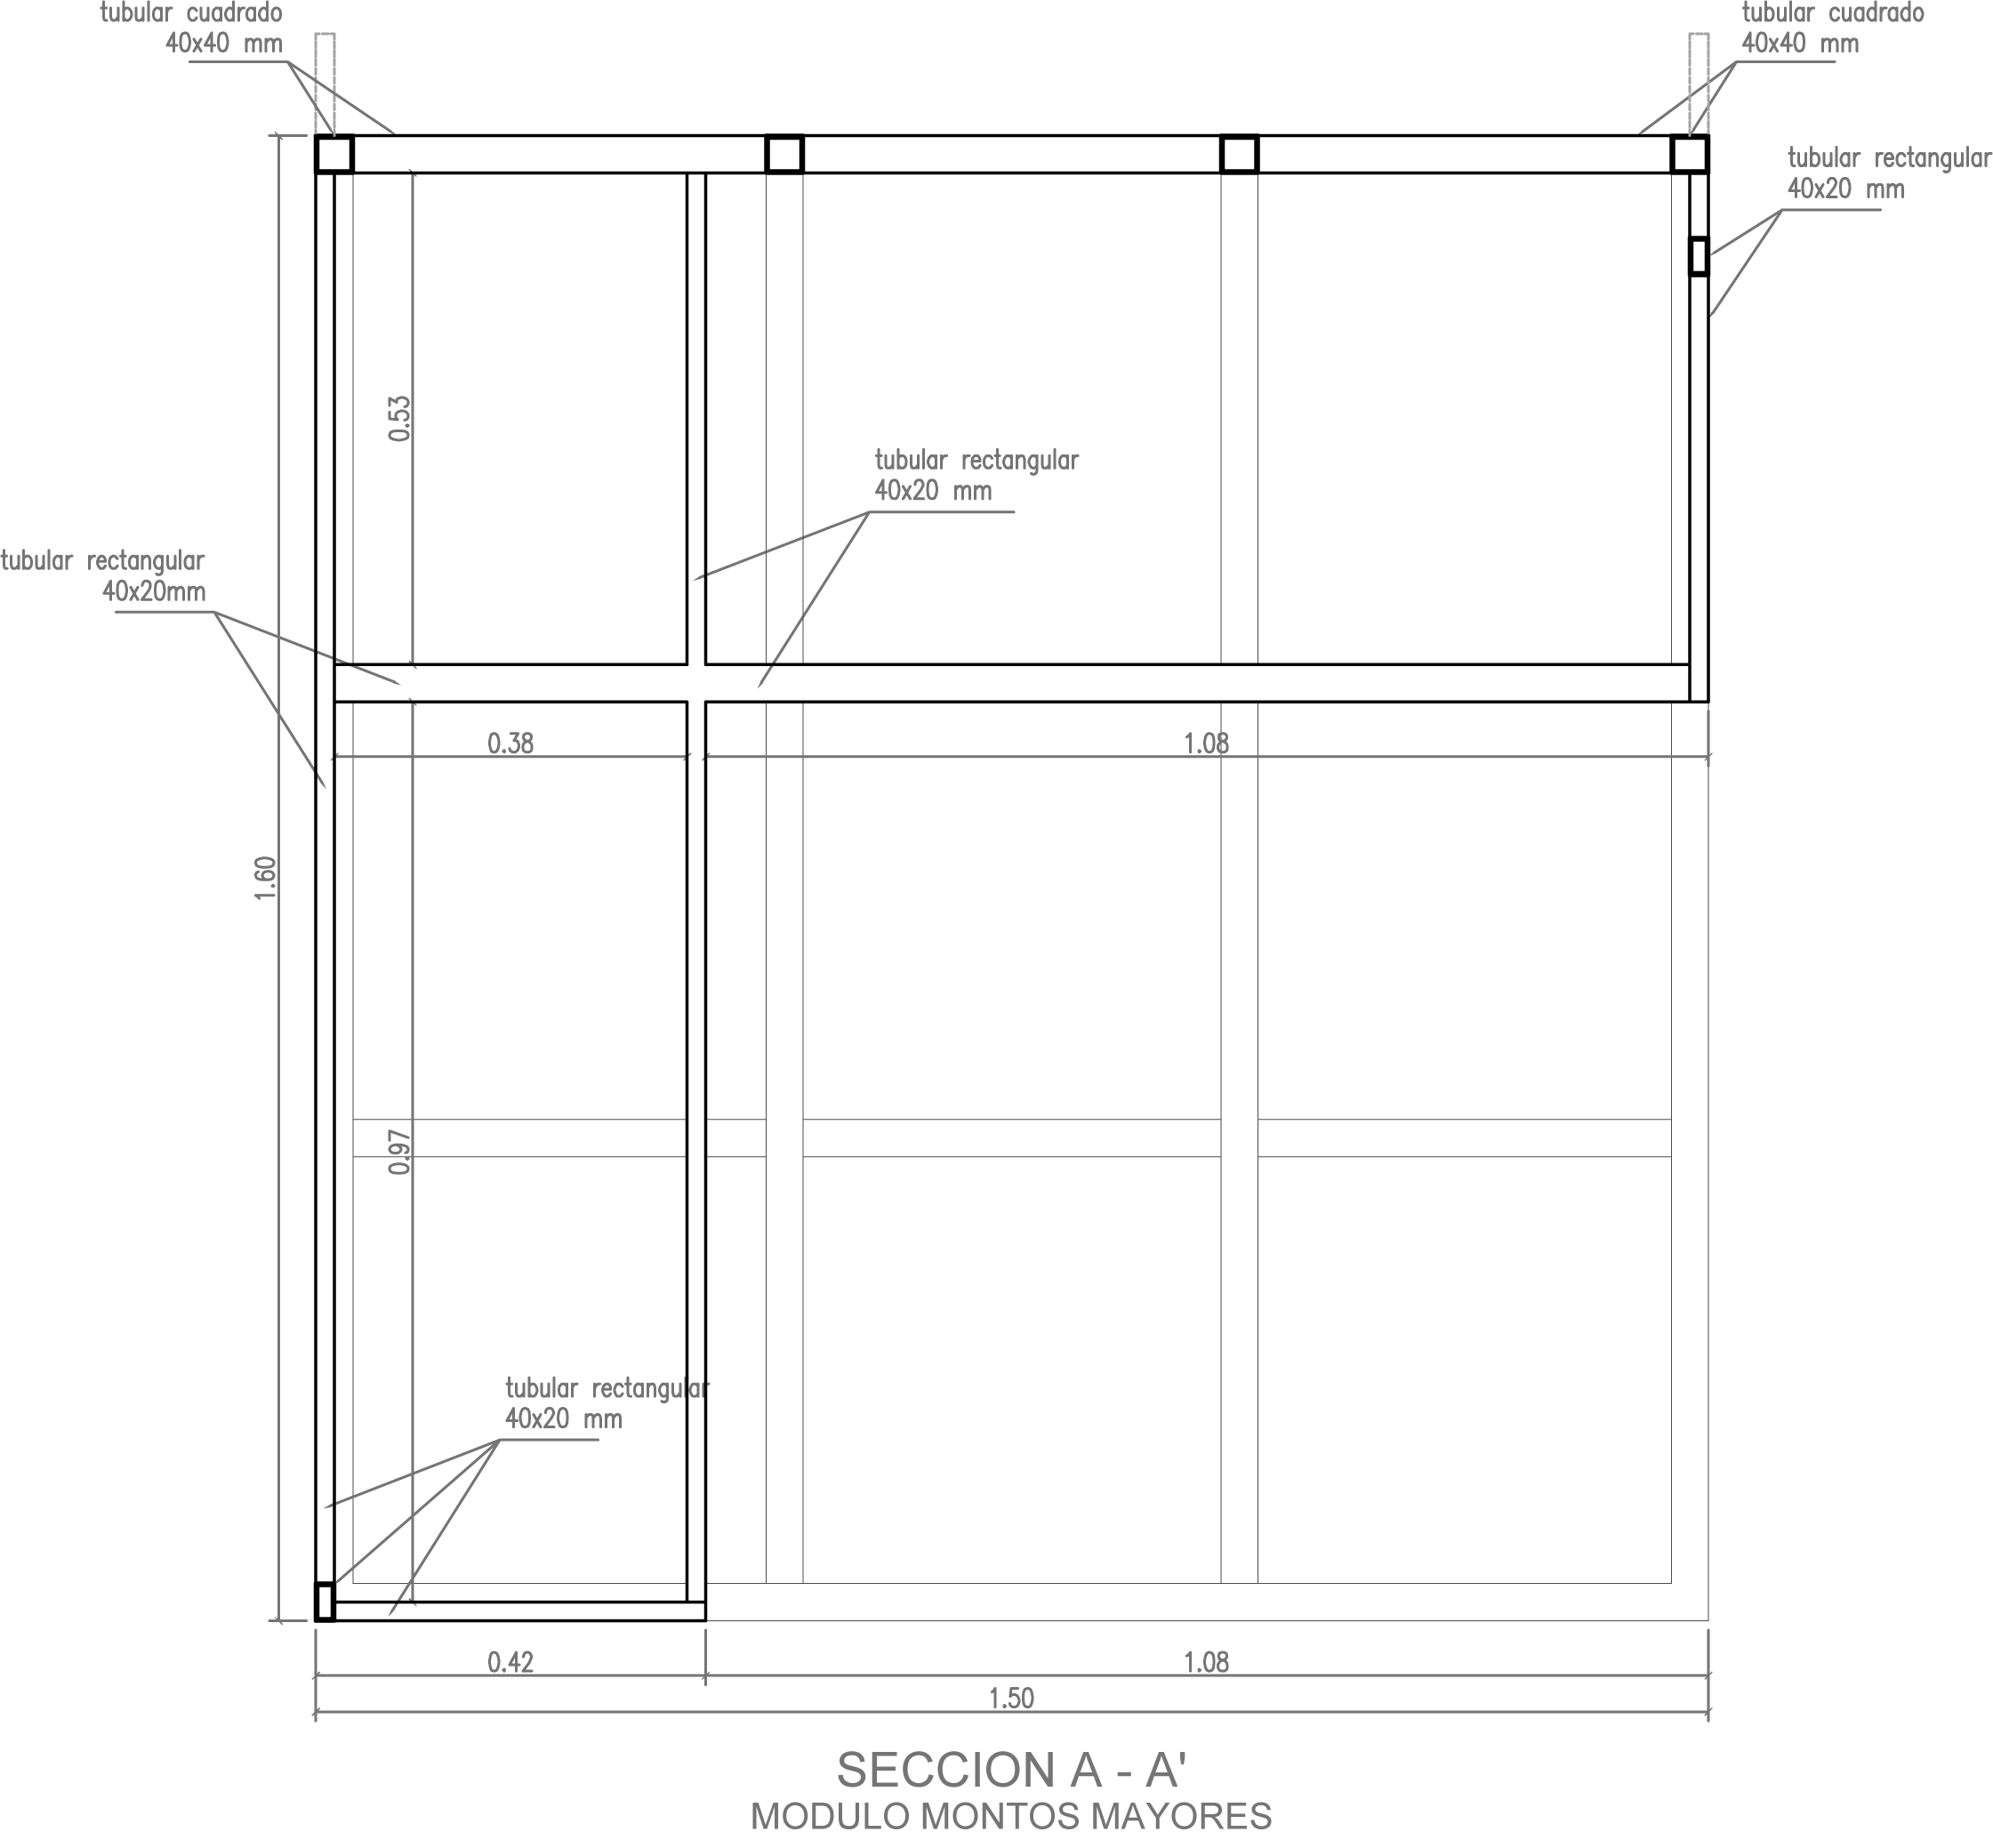 tubular cuadrado
40x40 mm
tubular cuadrado
40x40 mm
tubular rectangular
40x20 mm
0.53
tubular rectangular
40x20 mm
tubular rectangular
40x20mm
0.38
1.08
1.60
0.97
tubular rectangular
40x20 mm
0.42
1.08
1.50
SECCION A - A'
MODULO MONTOS MAYORES